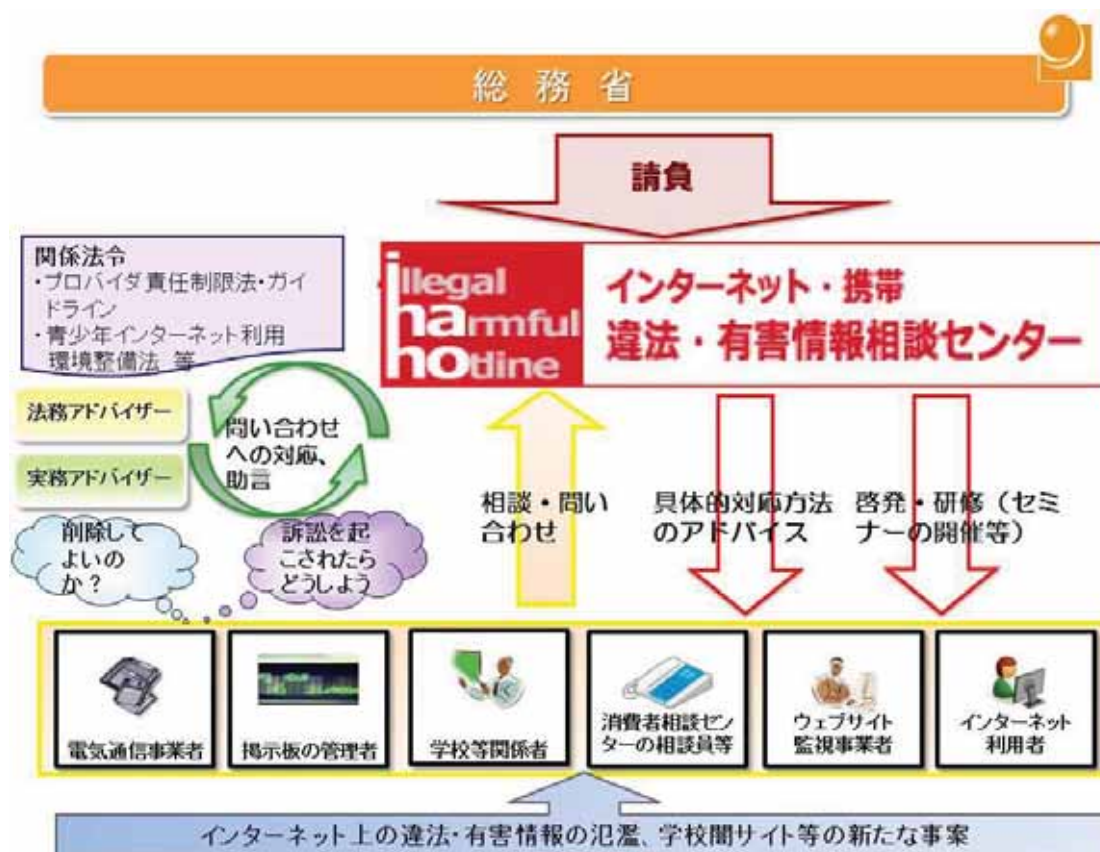 総務省
請負
関係法令
・プロバイダ責任制限法・ガイ
ドライン
・青少年インターネット利用
環境整備法 等
illegal
harmful
hotline
インターネット・携帯
違法・有害情報相談センター
法務アドバイザー
実務アドバイザー
問い合わせ
への対応、
助言
相談・問い
合わせ
具体的対応方法
のアドバイス
啓発・研修（セミ
ナーの開催等）
削除して
よいの
か？
訴訟を起
こされたら
どうしよう
電気通信事業者
掲示板の管理者
学校等関係者
消費者相談セン
ターの相談員等
ウェブサイト
監視事業者
インターネット
利用者
インターネット上の違法・有害情報の氾濫、学校闇サイト等の新たな事案